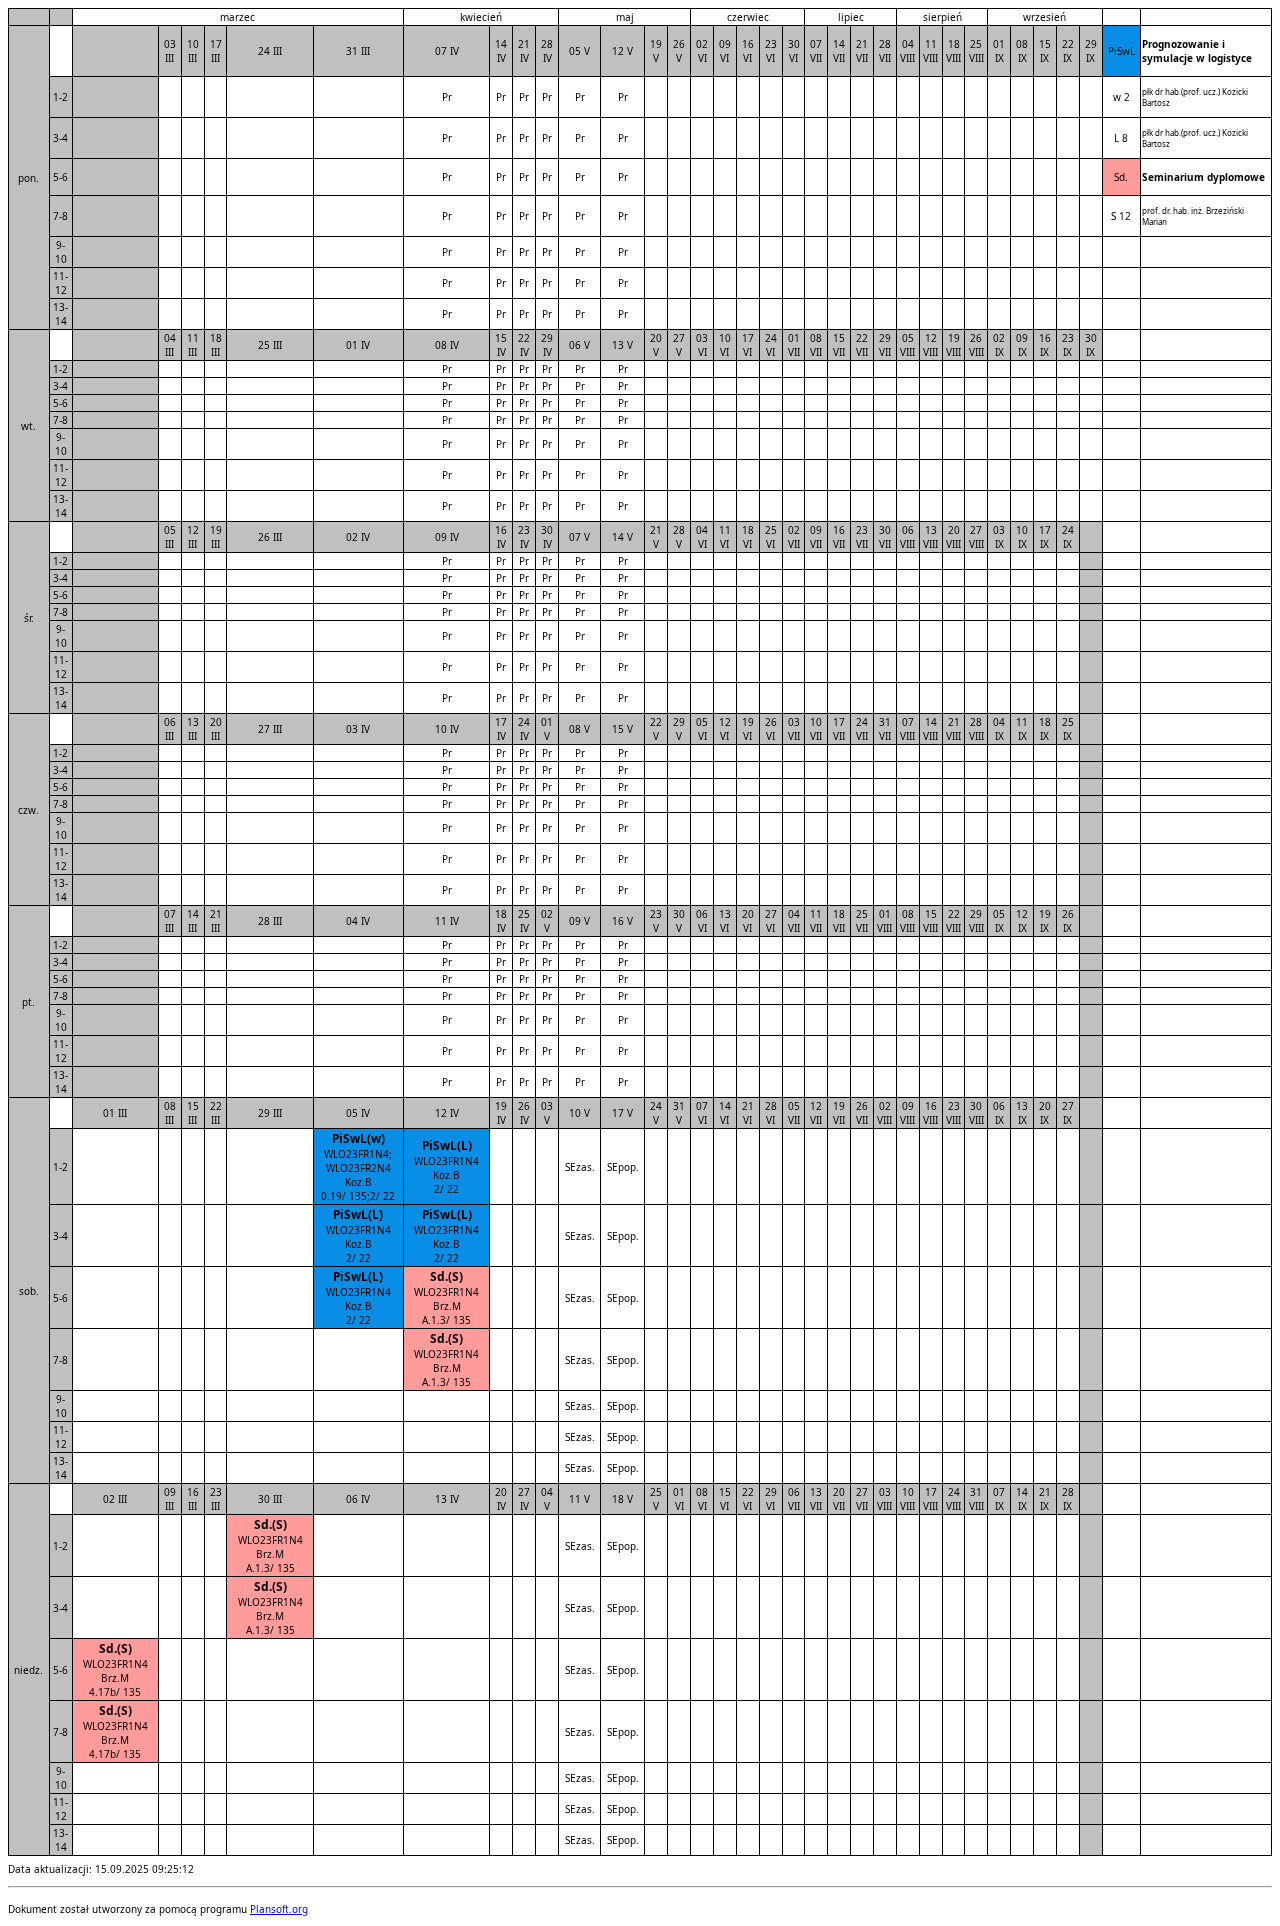 marzec kwiecień maj czerwiec lipiec sierpień wrzesień
pon. 03 III 10 III 17 III 24 III 31 III 07 IV 14 IV 21 IV 28 IV 05 V 12 V 19 V 26 V 02 VI 09 VI 16 VI 23 VI 30 VI 07 VII 14 VII 21 VII 28 VII 04 VIII 11 VIII 18 VIII 25 VIII 01 IX 08 IX 15 IX 22 IX 29 IX PiSwL Prognozowanie i symulacje w logistyce
1-2 Pr Pr Pr Pr Pr Pr w 2 płk dr hab.(prof. ucz.) Kozicki Bartosz
3-4 Pr Pr Pr Pr Pr Pr L 8 płk dr hab.(prof. ucz.) Kozicki Bartosz
5-6 Pr Pr Pr Pr Pr Pr Sd. Seminarium dyplomowe
7-8 Pr Pr Pr Pr Pr Pr S 12 prof. dr. hab. inż. Brzeziński Marian
9-10 Pr Pr Pr Pr Pr Pr
11-12 Pr Pr Pr Pr Pr Pr
13-14 Pr Pr Pr Pr Pr Pr
wt. 04 III 11 III 18 III 25 III 01 IV 08 IV 15 IV 22 IV 29 IV 06 V 13 V 20 V 27 V 03 VI 10 VI 17 VI 24 VI 01 VII 08 VII 15 VII 22 VII 29 VII 05 VIII 12 VIII 19 VIII 26 VIII 02 IX 09 IX 16 IX 23 IX 30 IX
1-2 Pr Pr Pr Pr Pr Pr
3-4 Pr Pr Pr Pr Pr Pr
5-6 Pr Pr Pr Pr Pr Pr
7-8 Pr Pr Pr Pr Pr Pr
9-10 Pr Pr Pr Pr Pr Pr
11-12 Pr Pr Pr Pr Pr Pr
13-14 Pr Pr Pr Pr Pr Pr
śr. 05 III 12 III 19 III 26 III 02 IV 09 IV 16 IV 23 IV 30 IV 07 V 14 V 21 V 28 V 04 VI 11 VI 18 VI 25 VI 02 VII 09 VII 16 VII 23 VII 30 VII 06 VIII 13 VIII 20 VIII 27 VIII 03 IX 10 IX 17 IX 24 IX
1-2 Pr Pr Pr Pr Pr Pr
3-4 Pr Pr Pr Pr Pr Pr
5-6 Pr Pr Pr Pr Pr Pr
7-8 Pr Pr Pr Pr Pr Pr
9-10 Pr Pr Pr Pr Pr Pr
11-12 Pr Pr Pr Pr Pr Pr
13-14 Pr Pr Pr Pr Pr Pr
czw. 06 III 13 III 20 III 27 III 03 IV 10 IV 17 IV 24 IV 01 V 08 V 15 V 22 V 29 V 05 VI 12 VI 19 VI 26 VI 03 VII 10 VII 17 VII 24 VII 31 VII 07 VIII 14 VIII 21 VIII 28 VIII 04 IX 11 IX 18 IX 25 IX
1-2 Pr Pr Pr Pr Pr Pr
3-4 Pr Pr Pr Pr Pr Pr
5-6 Pr Pr Pr Pr Pr Pr
7-8 Pr Pr Pr Pr Pr Pr
9-10 Pr Pr Pr Pr Pr Pr
11-12 Pr Pr Pr Pr Pr Pr
13-14 Pr Pr Pr Pr Pr Pr
pt. 07 III 14 III 21 III 28 III 04 IV 11 IV 18 IV 25 IV 02 V 09 V 16 V 23 V 30 V 06 VI 13 VI 20 VI 27 VI 04 VII 11 VII 18 VII 25 VII 01 VIII 08 VIII 15 VIII 22 VIII 29 VIII 05 IX 12 IX 19 IX 26 IX
1-2 Pr Pr Pr Pr Pr Pr
3-4 Pr Pr Pr Pr Pr Pr
5-6 Pr Pr Pr Pr Pr Pr
7-8 Pr Pr Pr Pr Pr Pr
9-10 Pr Pr Pr Pr Pr Pr
11-12 Pr Pr Pr Pr Pr Pr
13-14 Pr Pr Pr Pr Pr Pr
sob. 01 III 08 III 15 III 22 III 29 III 05 IV 12 IV 19 IV 26 IV 03 V 10 V 17 V 24 V 31 V 07 VI 14 VI 21 VI 28 VI 05 VII 12 VII 19 VII 26 VII 02 VIII 09 VIII 16 VIII 23 VIII 30 VIII 06 IX 13 IX 20 IX 27 IX
1-2 PiSwL(w) WLO23FR1N4; WLO23FR2N4 Koz.B 0.19/ 135;2/ 22 PiSwL(L) WLO23FR1N4 Koz.B 2/ 22 SEzas. SEpop.
3-4 PiSwL(L) WLO23FR1N4 Koz.B 2/ 22 PiSwL(L) WLO23FR1N4 Koz.B 2/ 22 SEzas. SEpop.
5-6 PiSwL(L) WLO23FR1N4 Koz.B 2/ 22 Sd.(S) WLO23FR1N4 Brz.M A.1.3/ 135 SEzas. SEpop.
7-8 Sd.(S) WLO23FR1N4 Brz.M A.1.3/ 135 SEzas. SEpop.
9-10 SEzas. SEpop.
11-12 SEzas. SEpop.
13-14 SEzas. SEpop.
niedz. 02 III 09 III 16 III 23 III 30 III 06 IV 13 IV 20 IV 27 IV 04 V 11 V 18 V 25 V 01 VI 08 VI 15 VI 22 VI 29 VI 06 VII 13 VII 20 VII 27 VII 03 VIII 10 VIII 17 VIII 24 VIII 31 VIII 07 IX 14 IX 21 IX 28 IX
1-2 Sd.(S) WLO23FR1N4 Brz.M A.1.3/ 135 SEzas. SEpop.
3-4 Sd.(S) WLO23FR1N4 Brz.M A.1.3/ 135 SEzas. SEpop.
5-6 Sd.(S) WLO23FR1N4 Brz.M 4.17b/ 135 SEzas. SEpop.
7-8 Sd.(S) WLO23FR1N4 Brz.M 4.17b/ 135 SEzas. SEpop.
9-10 SEzas. SEpop.
11-12 SEzas. SEpop.
13-14 SEzas. SEpop.
Data aktualizacji: 15.09.2025 09:25:12
Dokument został utworzony za pomocą programu Plansoft.org